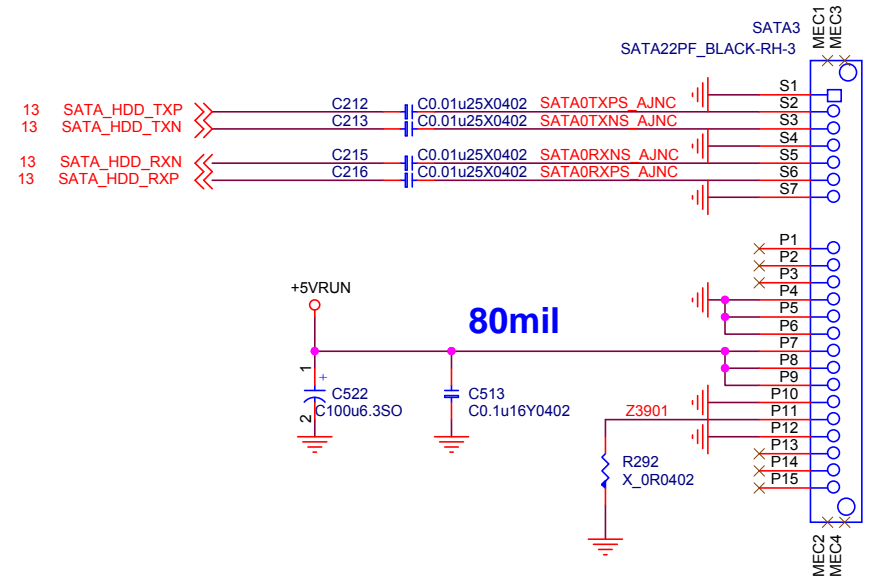 SATA3
SATA22PF_BLACK-RH-3
MEC1
MEC3
13 SATA_HDD_TXP C212 C0.01u25X0402 SATA0TXPS_AJNC
13 SATA_HDD_TXN C213 C0.01u25X0402 SATA0TXNS_AJNC
13 SATA_HDD_RXN C215 C0.01u25X0402 SATA0RXNS_AJNC
13 SATA_HDD_RXP C216 C0.01u25X0402 SATA0RXPS_AJNC
S1
S2
S3
S4
S5
S6
S7
P1
P2
P3
P4
P5
P6
P7
P8
P9
P10
P11
P12
P13
P14
P15
+5VRUN
80mil
1
+
2
C522
C100u6.3SO
C513
C0.1u16Y0402
Z3901
R292
X_0R0402
MEC2
MEC4